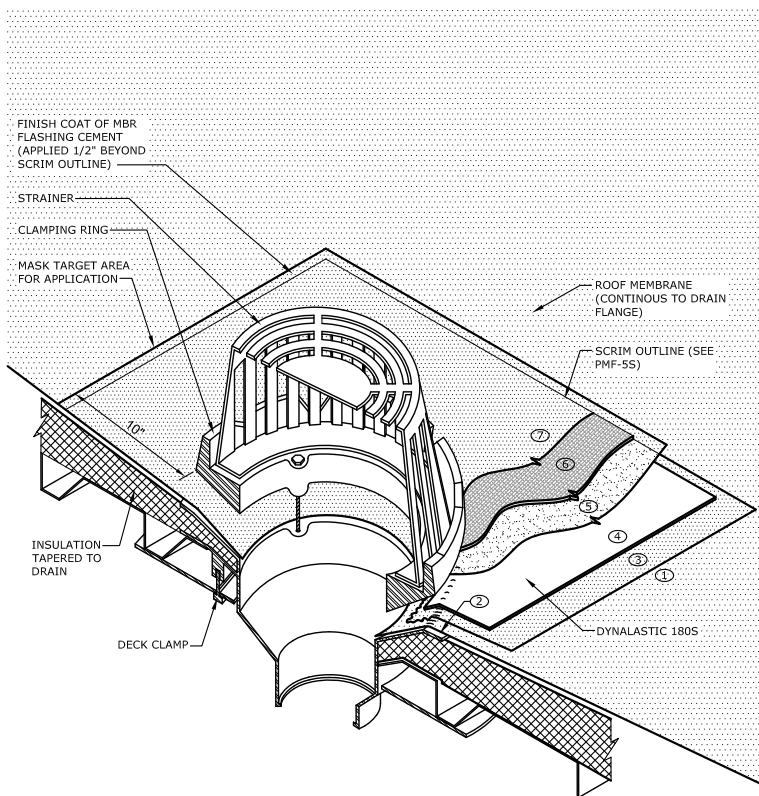 FINISH COAT OF MBR
FLASHING CEMENT
(APPLIED 1/2" BEYOND
SCRIM OUTLINE)
STRAINER
CLAMPING RING
MASK TARGET AREA
FOR APPLICATION
ROOF MEMBRANE
(CONTINOUS TO DRAIN
FLANGE)
SCRIM OUTLINE (SEE
PMF-5S)
10"
7
6
5
4
3
1
2
INSULATION
TAPERED TO
DRAIN
DECK CLAMP
DYNALASTIC 180S